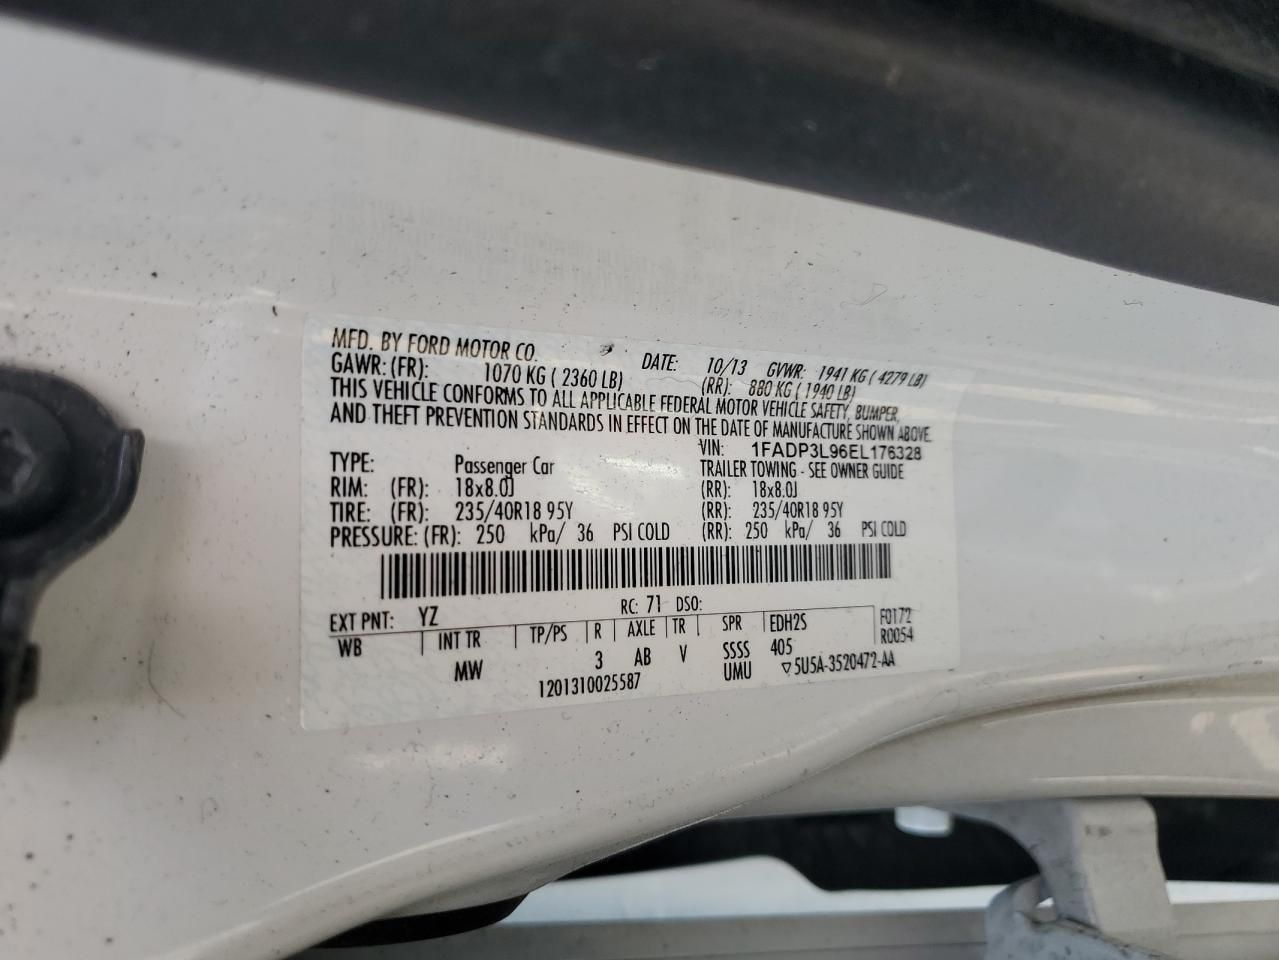 MFD. BY FORD MOTOR CO. DATE: 10/13 GVWR: 1941 KG ( 4279 LB)
GAWR: (FR): 1070 KG ( 2360 LB) (RR): 880 KG ( 1940 LB)
THIS VEHICLE CONFORMS TO ALL APPLICABLE FEDERAL MOTOR VEHICLE SAFETY, BUMPER,
AND THEFT PREVENTION STANDARDS IN EFFECT ON THE DATE OF MANUFACTURE SHOWN ABOVE.
VIN: 1FADP3L96EL176328
TYPE: Passenger Car TRAILER TOWING - SEE OWNER GUIDE
RIM: (FR): 18x8.0J (RR): 18x8.0J
TIRE: (FR): 235/40R18 95Y (RR): 235/40R18 95Y
PRESSURE: (FR): 250 kPa/ 36 PSI COLD (RR): 250 kPa/ 36 PSI COLD
EXT PNT: YZ RC: 71 DSO:
WB INT TR TP/PS R AXLE TR SPR EDH2S F0172
MW 3 AB V SSSS 405 R0054
1201310025587 UMU ▽5U5A-3520472-AA